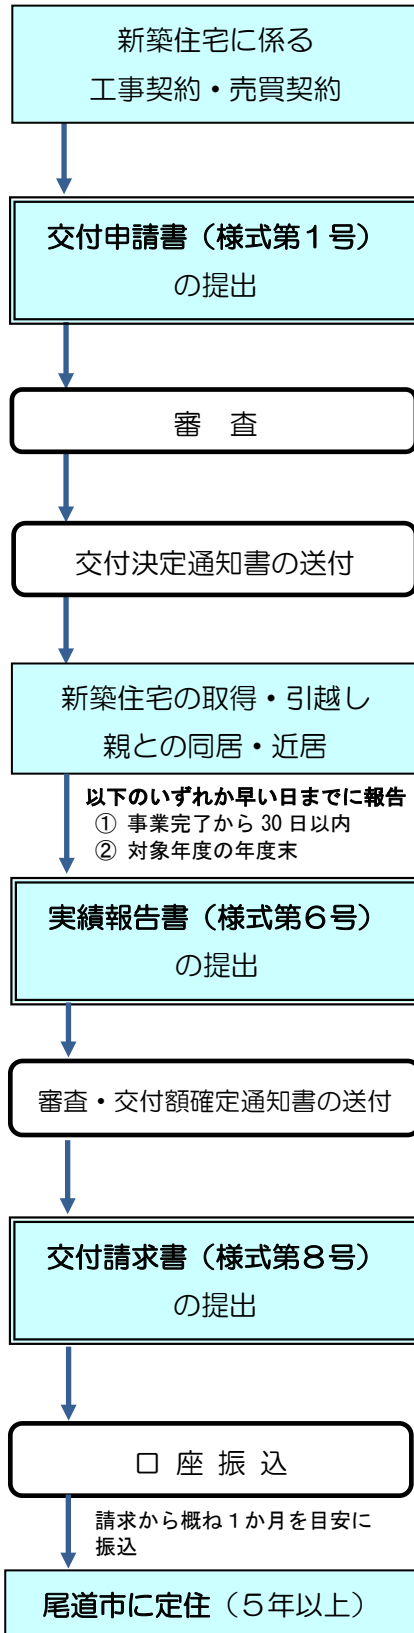 新築住宅に係る
工事契約・売買契約
交付申請書（様式第１号）
の提出
審　査
交付決定通知書の送付
新築住宅の取得・引越し
親との同居・近居
以下のいずれか早い日までに報告
① 事業完了から 30 日以内
② 対象年度の年度末
実績報告書（様式第６号）
の提出
審査・交付額確定通知書の送付
交付請求書（様式第８号）
の提出
口 座 振 込
請求から概ね１か月を目安に
振込
尾道市に定住（５年以上）